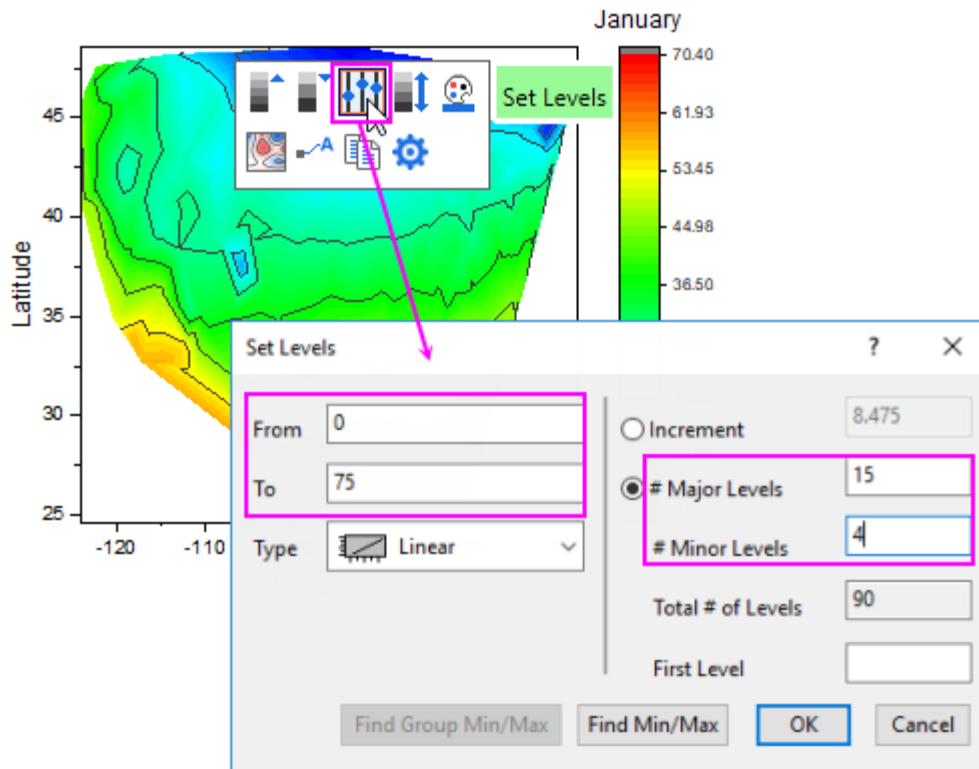 January
Set Levels
A
70.40
61.93
53.45
44.98
36.50
Latitude
45
40
35
30
25
-120
-110
Set Levels
? ×
From 0
To 75
Type Linear
Increment 8.475
# Major Levels 15
# Minor Levels 4
Total # of Levels 90
First Level
Find Group Min/Max Find Min/Max OK Cancel